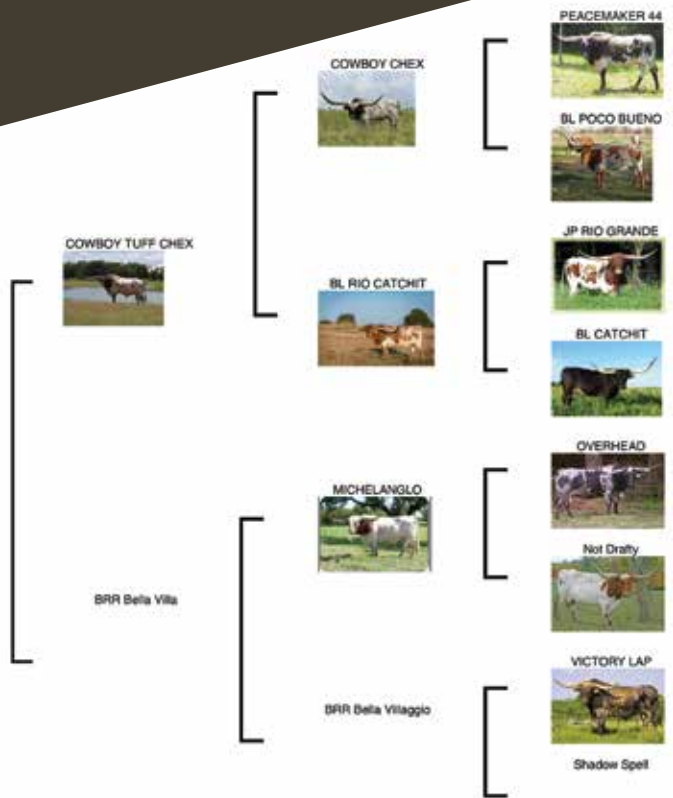 PEACEMAKER 44
COWBOY CHEX
BL POCO BUENO
COWBOY TUFF CHEX
JP RIO GRANDE
BL RIO CATCHIT
BL CATCHIT
OVERHEAD
MICHELANGLO
Not Drafty
BRR Bella Villa
VICTORY LAP
BRR Bella Villaggio
Shadow Spell